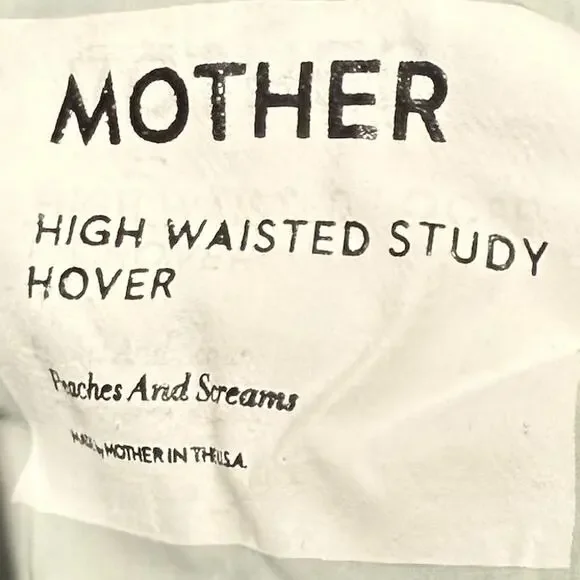 MOTHER
HIGH WAISTED STUDY
HOVER
Peaches And Screams
MADE by MOTHER IN THE U.S.A.